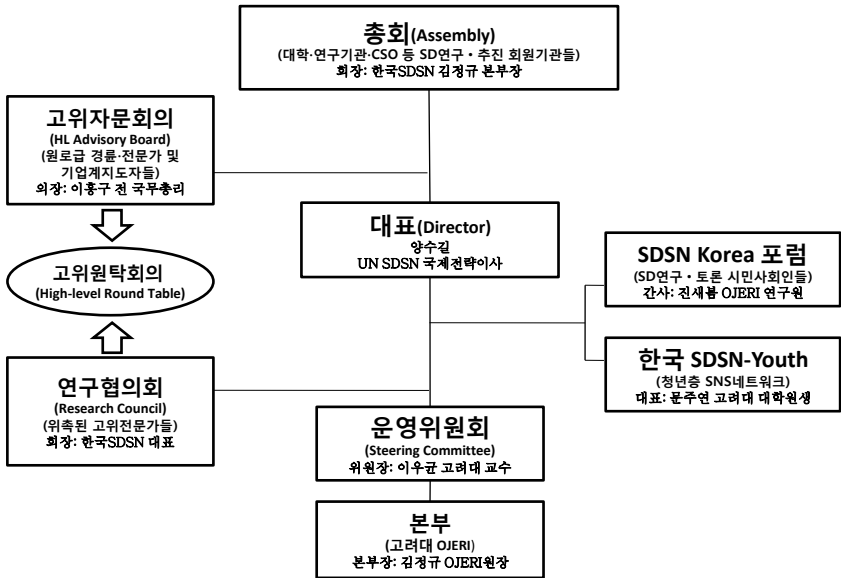 총회(Assembly)
(대학·연구기관·CSO 등 SD연구・추진 회원기관들)
회장: 한국SDSN 김정규 본부장
고위자문회의
(HL Advisory Board)
(원로급 경륜·전문가 및
기업계지도자들)
의장: 이홍구 전 국무총리
고위원탁회의
(High-level Round Table)
연구협의회
(Research Council)
(위촉된 고위전문가들)
회장: 한국SDSN 대표
대표(Director)
양수길
UN SDSN 국제전략이사
SDSN Korea 포럼
(SD연구・토론 시민사회인들)
간사: 진새봄 OJERI 연구원
한국 SDSN-Youth
(청년층 SNS네트워크)
대표: 문주연 고려대 대학원생
운영위원회
(Steering Committee)
위원장: 이우균 고려대 교수
본부
(고려대 OJERI)
본부장: 김정규 OJERI원장